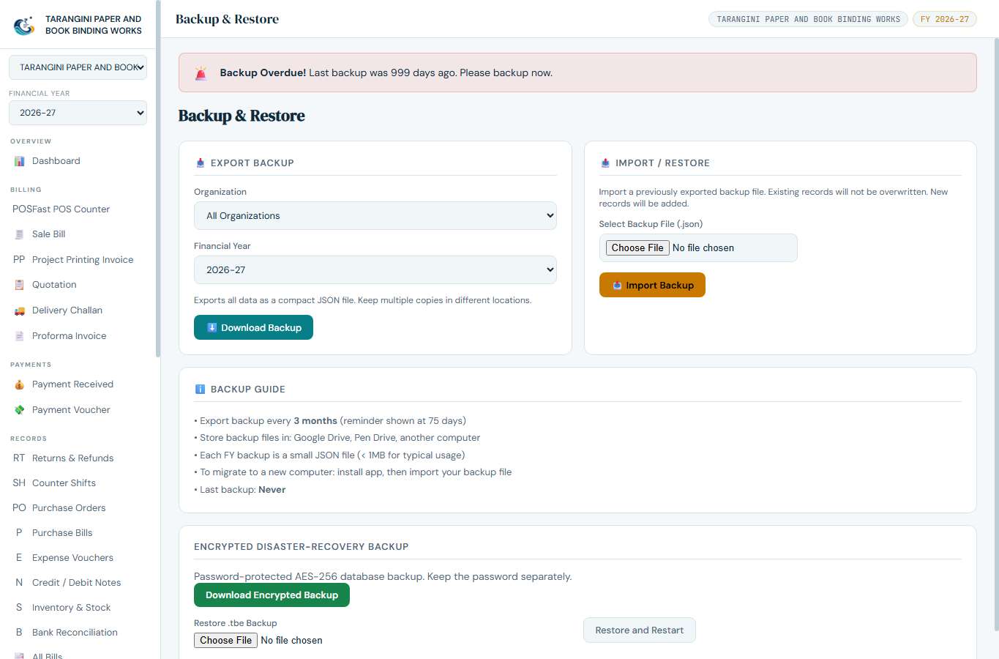 TARANGINI PAPER AND
BOOK BINDING WORKS
TARANGINI PAPER AND BOOK
FINANCIAL YEAR
2026-27
OVERVIEW
Dashboard
BILLING
POS Fast POS Counter
Sale Bill
PP Project Printing Invoice
Quotation
Delivery Challan
Proforma Invoice
PAYMENTS
Payment Received
Payment Voucher
RECORDS
RT Returns & Refunds
SH Counter Shifts
PO Purchase Orders
P Purchase Bills
E Expense Vouchers
N Credit / Debit Notes
S Inventory & Stock
B Bank Reconciliation
All Bills
Backup & Restore
TARANGINI PAPER AND BOOK BINDING WORKS
FY 2026-27
Backup Overdue! Last backup was 999 days ago. Please backup now.
Backup & Restore
EXPORT BACKUP
Organization
All Organizations
Financial Year
2026-27
Exports all data as a compact JSON file. Keep multiple copies in different locations.
Download Backup
IMPORT / RESTORE
Import a previously exported backup file. Existing records will not be overwritten. New
records will be added.
Select Backup File (.json)
Choose File No file chosen
Import Backup
BACKUP GUIDE
• Export backup every 3 months (reminder shown at 75 days)
• Store backup files in: Google Drive, Pen Drive, another computer
• Each FY backup is a small JSON file (< 1MB for typical usage)
• To migrate to a new computer: install app, then import your backup file
• Last backup: Never
ENCRYPTED DISASTER-RECOVERY BACKUP
Password-protected AES-256 database backup. Keep the password separately.
Download Encrypted Backup
Restore .tbe Backup
Choose File No file chosen
Restore and Restart